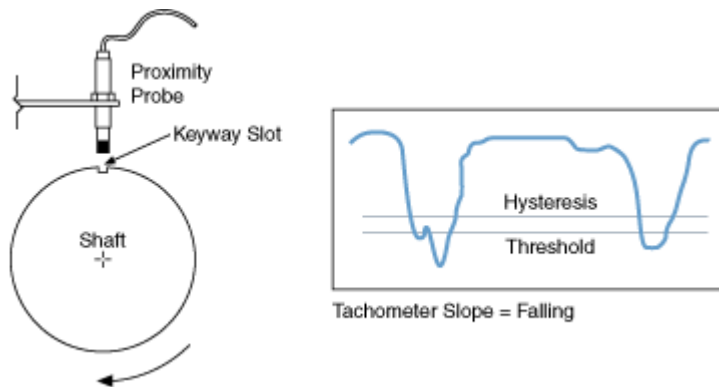 Proximity
Probe
Keyway Slot
Shaft
Hysteresis
Threshold
Tachometer Slope = Falling